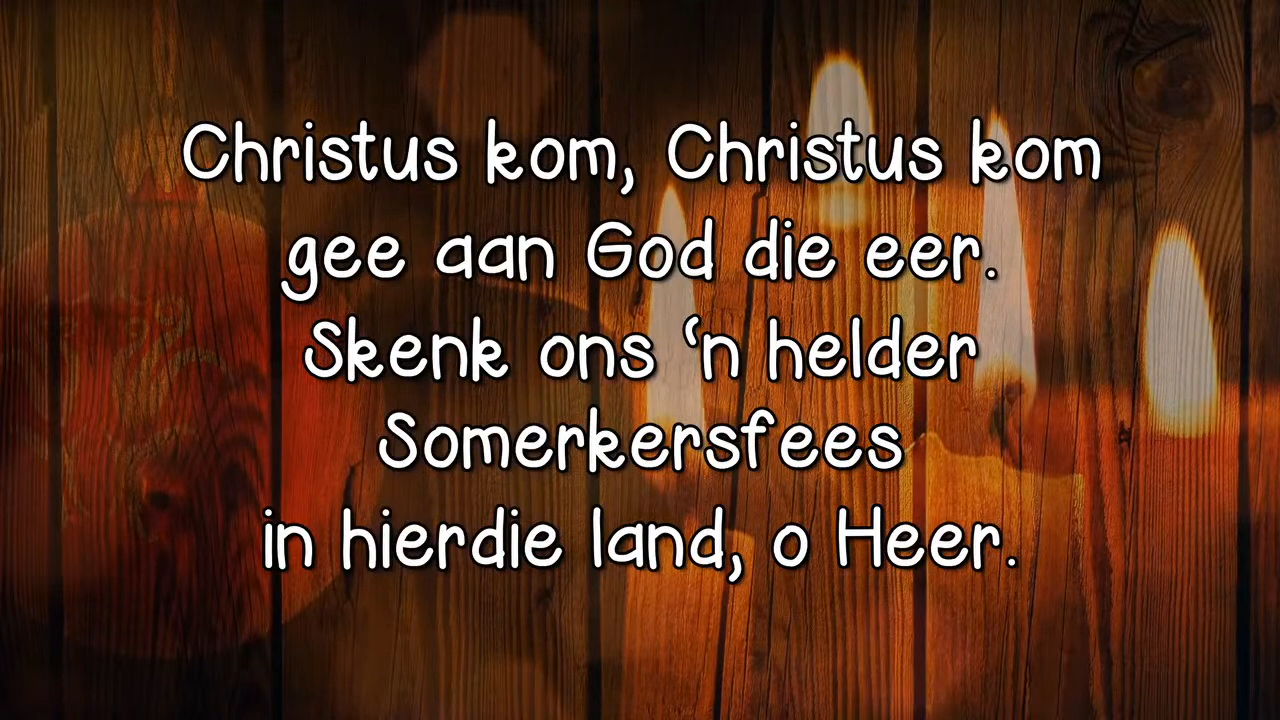 Christus kom, Christus kom
gee aan God die eer.
Skenk ons ‘n helder
Somerkersfees
in hierdie land, o Heer.